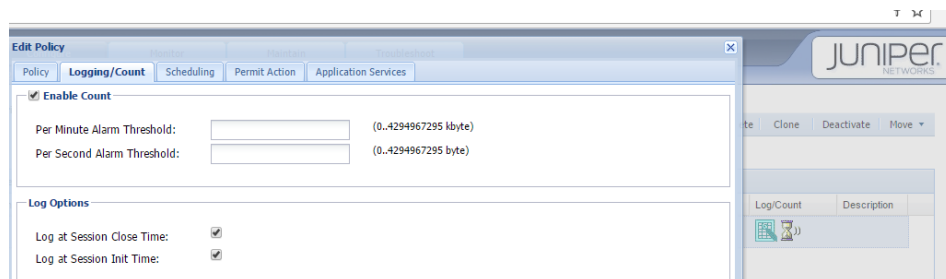 Edit Policy
Monitor Maintain Troubleshoot
JUNIPER
NETWORKS
Policy Logging/Count Scheduling Permit Action Application Services
Enable Count
Per Minute Alarm Threshold: (0..4294967295 kbyte)
Clone Deactivate Move
Per Second Alarm Threshold: (0..4294967295 byte)
Log Options
Log/Count Description
Log at Session Close Time:
Log at Session Init Time: